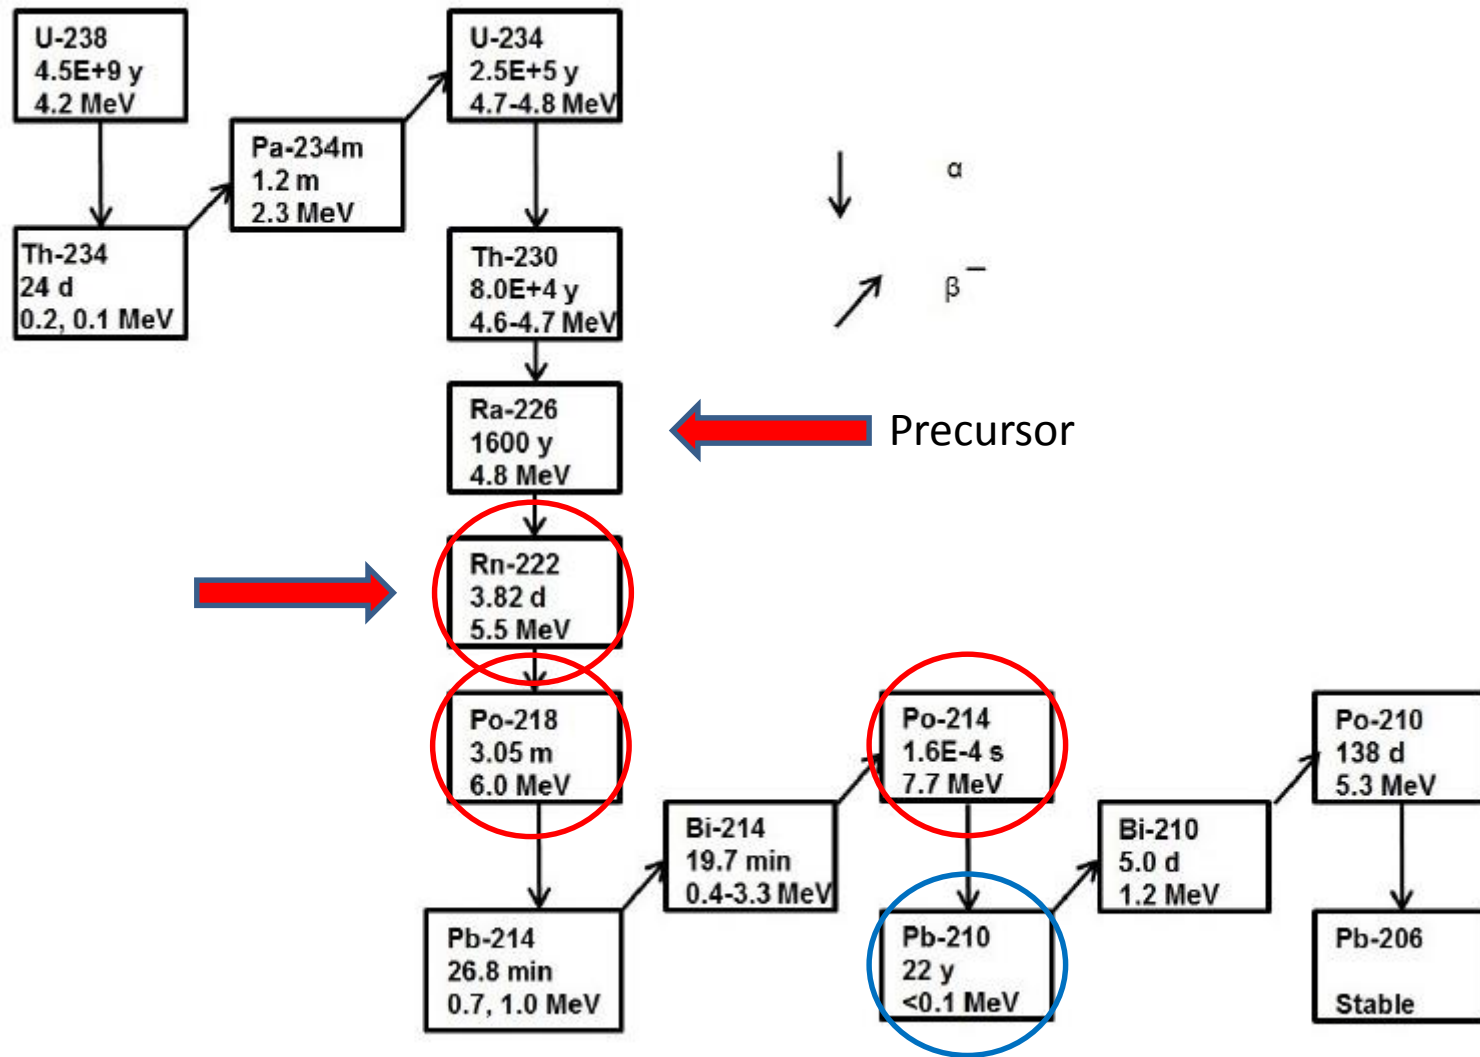 U-238
4.5E+9 y
4.2 MeV
U-234
2.5E+5 y
4.7-4.8 MeV
Pa-234m
1.2 m
2.3 MeV
Th-234
24 d
0.2, 0.1 MeV
Th-230
8.0E+4 y
4.6-4.7 MeV
α
β⁻
Ra-226
1600 y
4.8 MeV
Precursor
Rn-222
3.82 d
5.5 MeV
Po-218
3.05 m
6.0 MeV
Po-214
1.6E-4 s
7.7 MeV
Po-210
138 d
5.3 MeV
Bi-214
19.7 min
0.4-3.3 MeV
Bi-210
5.0 d
1.2 MeV
Pb-214
26.8 min
0.7, 1.0 MeV
Pb-210
22 y
<0.1 MeV
Pb-206
Stable